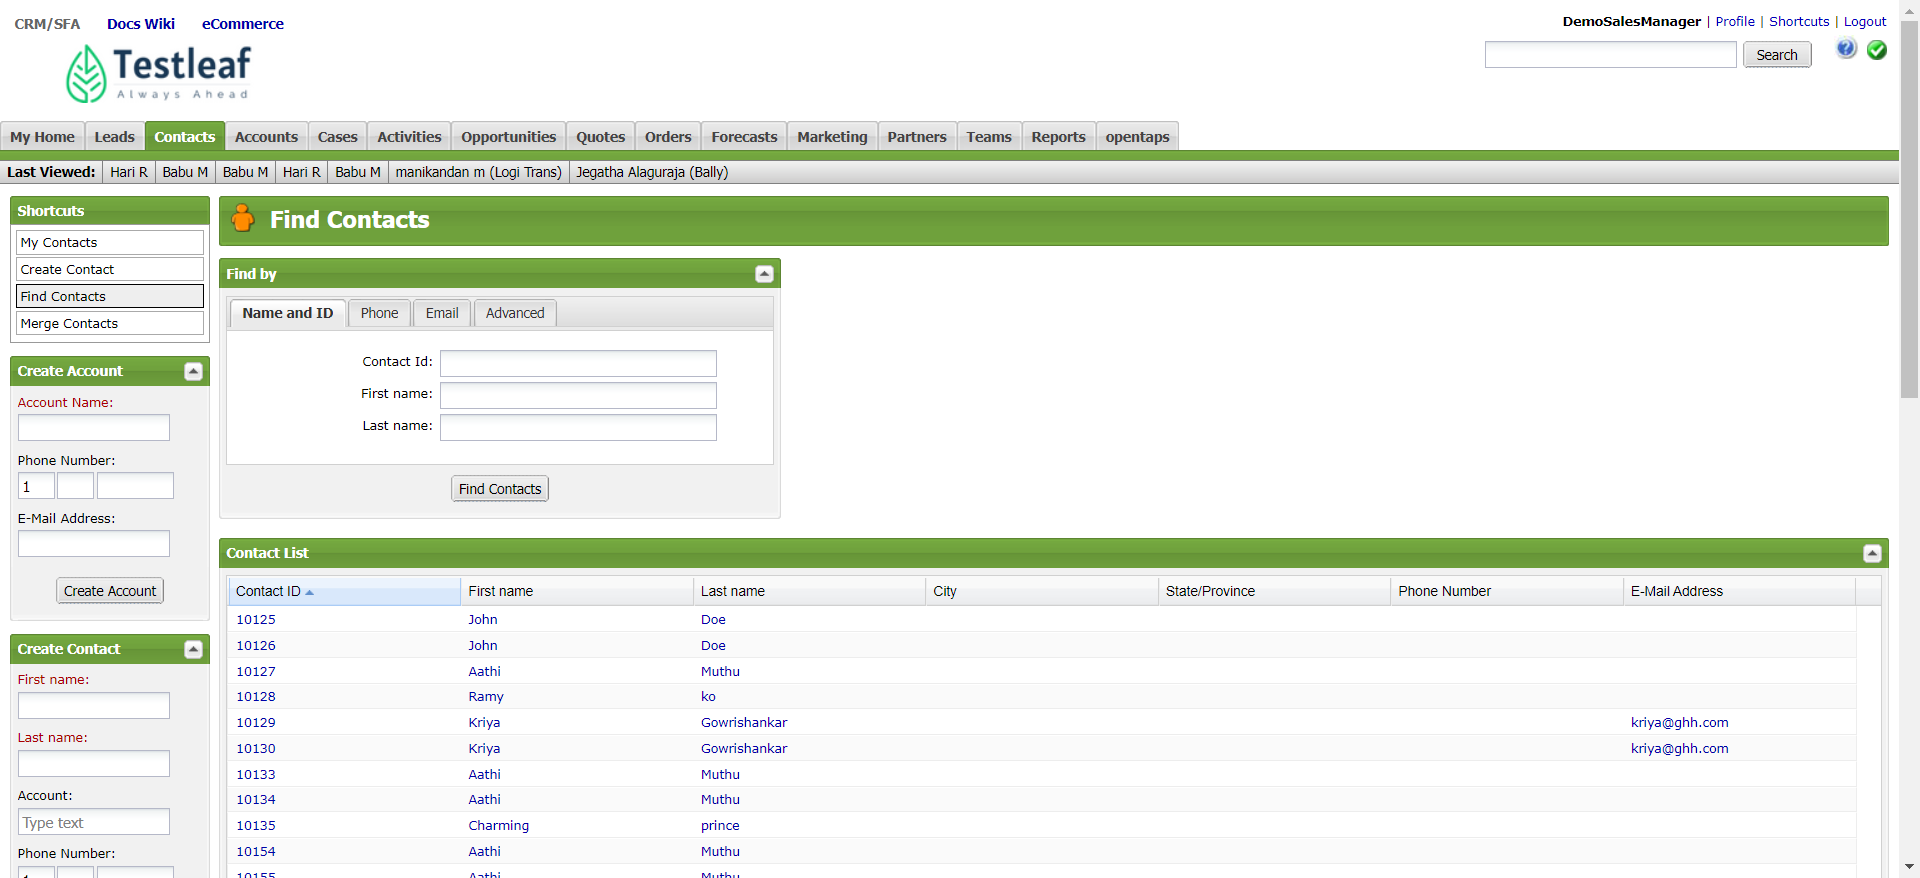 CRM/SFA Docs Wiki eCommerce
DemoSalesManager | Profile | Shortcuts | Logout
Testleaf
Always Ahead
Search
My Home Leads Contacts Accounts Cases Activities Opportunities Quotes Orders Forecasts Marketing Partners Teams Reports opentaps
Last Viewed: Hari R Babu M Babu M Hari R Babu M manikandan m (Logi Trans) Jegatha Alaguraja (Bally)
Shortcuts
My Contacts
Create Contact
Find Contacts
Merge Contacts
Create Account
Account Name:
Phone Number:
1
E-Mail Address:
Create Account
Create Contact
First name:
Last name:
Account:
Type text
Phone Number:
Find Contacts
Find by
Name and ID Phone Email Advanced
Contact Id:
First name:
Last name:
Find Contacts
Contact List
Contact ID First name Last name City State/Province Phone Number E-Mail Address
10125 John Doe
10126 John Doe
10127 Aathi Muthu
10128 Ramy ko
10129 Kriya Gowrishankar kriya@ghh.com
10130 Kriya Gowrishankar kriya@ghh.com
10133 Aathi Muthu
10134 Aathi Muthu
10135 Charming prince
10154 Aathi Muthu
10155 Aathi Muthu